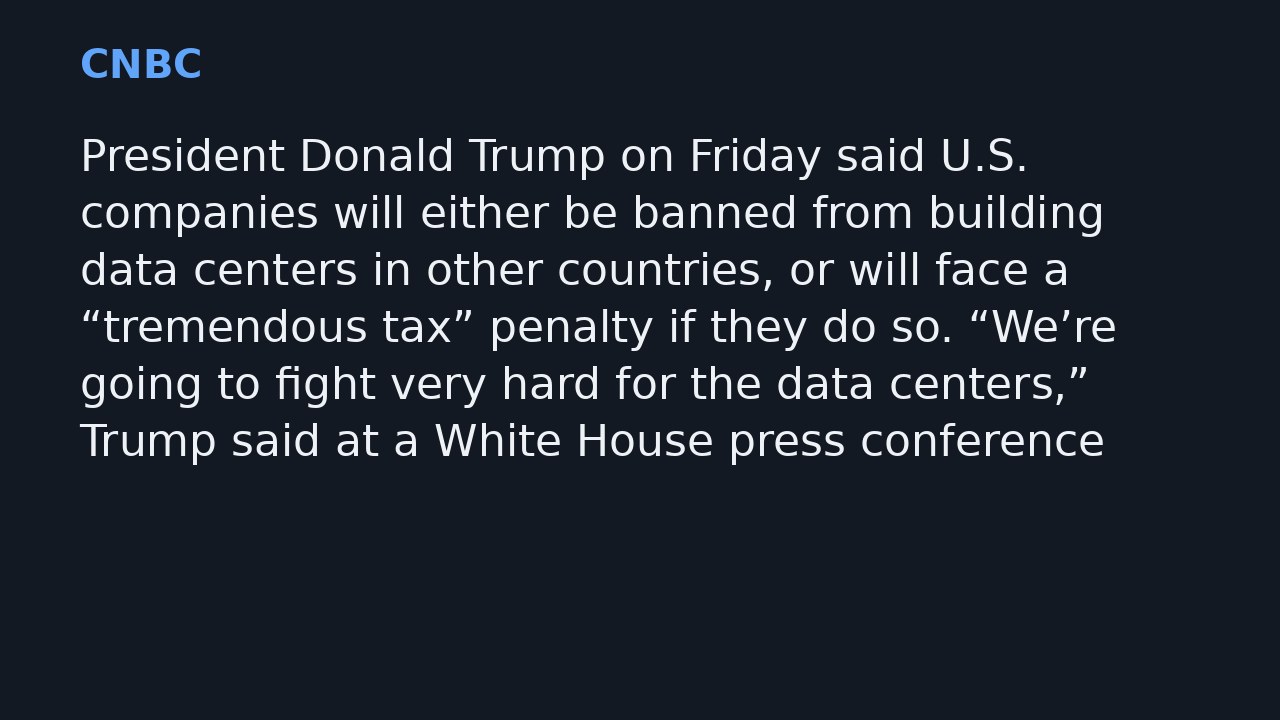 CNBC
President Donald Trump on Friday said U.S.
companies will either be banned from building
data centers in other countries, or will face a
“tremendous tax” penalty if they do so. “We’re
going to fight very hard for the data centers,”
Trump said at a White House press conference